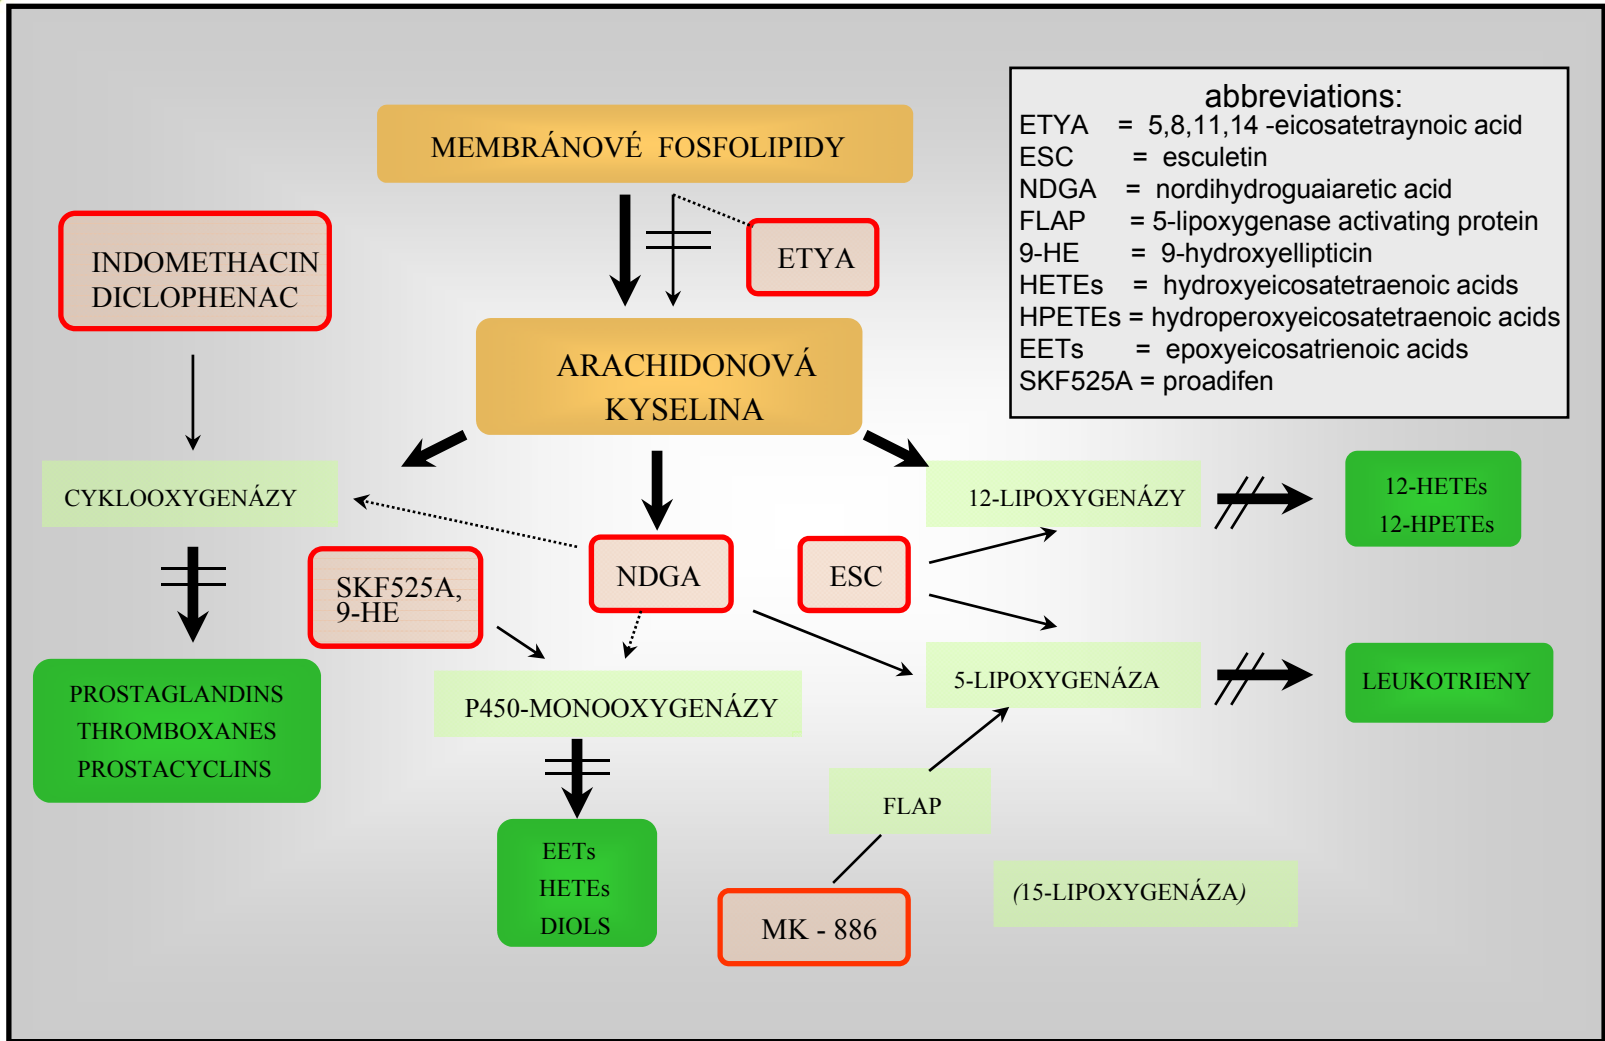 abbreviations:
ETYA = 5,8,11,14 -eicosatetraynoic acid
ESC = esculetin
NDGA = nordihydroguaiaretic acid
FLAP = 5-lipoxygenase activating protein
9-HE = 9-hydroxyellipticin
HETEs = hydroxyeicosatetraenoic acids
HPETEs = hydroperoxyeicosatetraenoic acids
EETs = epoxyeicosatrienoic acids
SKF525A = proadifen
MEMBRÁNOVÉ FOSFOLIPIDY
INDOMETHACIN
DICLOPHENAC
ETYA
ARACHIDONOVÁ
KYSELINA
CYKLOOXYGENÁZY
12-LIPOXYGENÁZY
12-HETEs
12-HPETEs
SKF525A,
9-HE
NDGA
ESC
PROSTAGLANDINS
THROMBOXANES
PROSTACYCLINS
P450-MONOOXYGENÁZY
5-LIPOXYGENÁZA
LEUKOTRIENY
FLAP
EETs
HETEs
DIOLS
(15-LIPOXYGENÁZA)
MK - 886